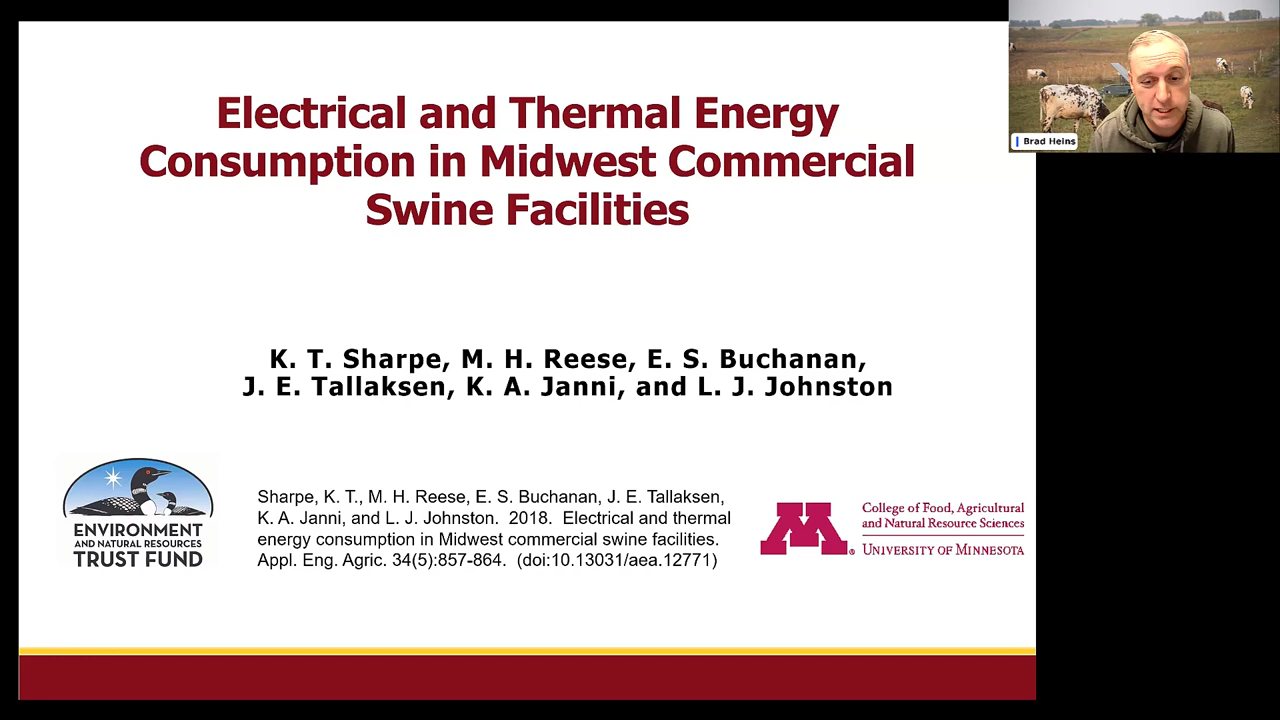 Electrical and Thermal Energy
Consumption in Midwest Commercial
Swine Facilities
Brad Heins
K. T. Sharpe, M. H. Reese, E. S. Buchanan,
J. E. Tallaksen, K. A. Janni, and L. J. Johnston
ENVIRONMENT
AND NATURAL RESOURCES
TRUST FUND
Sharpe, K. T., M. H. Reese, E. S. Buchanan, J. E. Tallaksen,
K. A. Janni, and L. J. Johnston.  2018.  Electrical and thermal
energy consumption in Midwest commercial swine facilities.
Appl. Eng. Agric. 34(5):857-864.  (doi:10.13031/aea.12771)
M®
College of Food, Agricultural
and Natural Resource Sciences
University of Minnesota